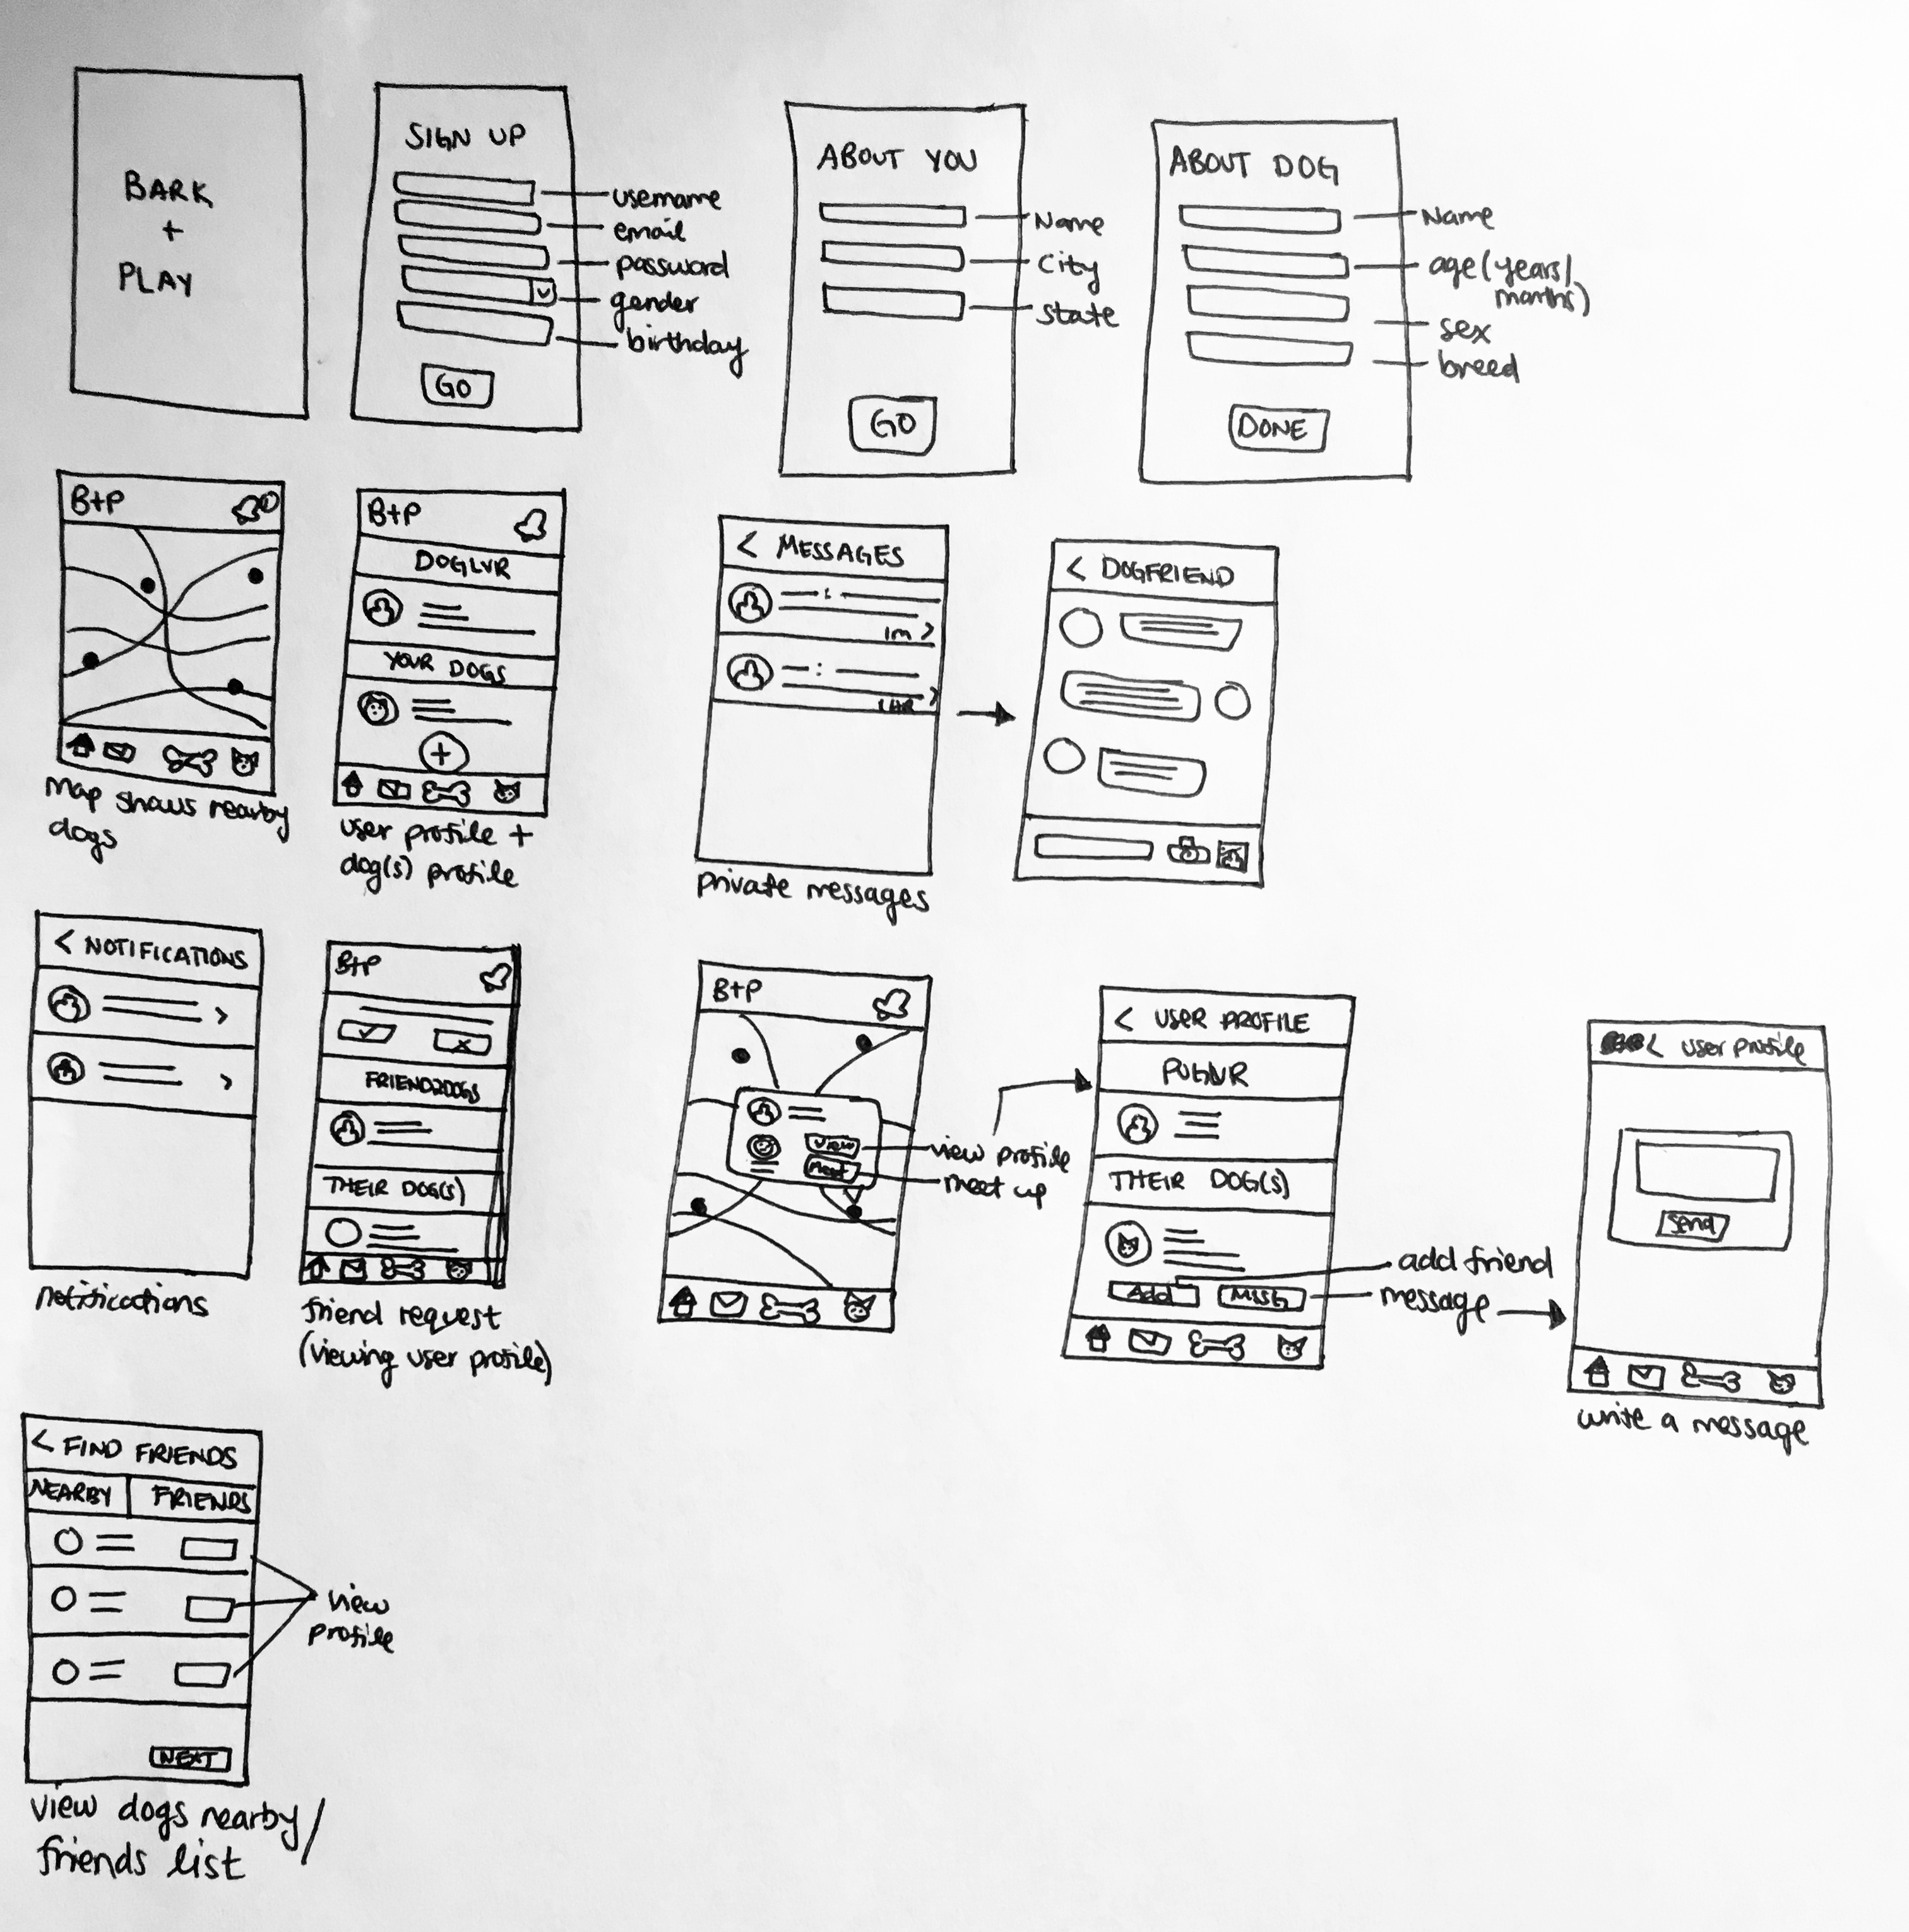 BARK
+
PLAY
SIGN UP
username
email
password
gender
birthday
GO
ABOUT YOU
Name
City
State
GO
ABOUT DOG
Name
age (years/
months)
sex
breed
DONE
B+P
map shows nearby
dogs
B+P
DOGLVR
YOUR DOGS
+
user profile +
dog(s) profile
< MESSAGES
:
1m >
:
1HR >
private messages
< DOGFRIEND
< NOTIFICATIONS
>
>
notifications
B+P
FRIEND2DOGS
THEIR DOG(S)
friend request
(viewing user profile)
B+P
View
Meet
view profile
meet up
< USER PROFILE
PUGLVR
THEIR DOG(S)
Add
MSSG
add friend
message
< user profile
Send
write a message
< FIND FRIENDS
NEARBY FRIENDS
view
profile
NEXT
view dogs nearby/
friends list